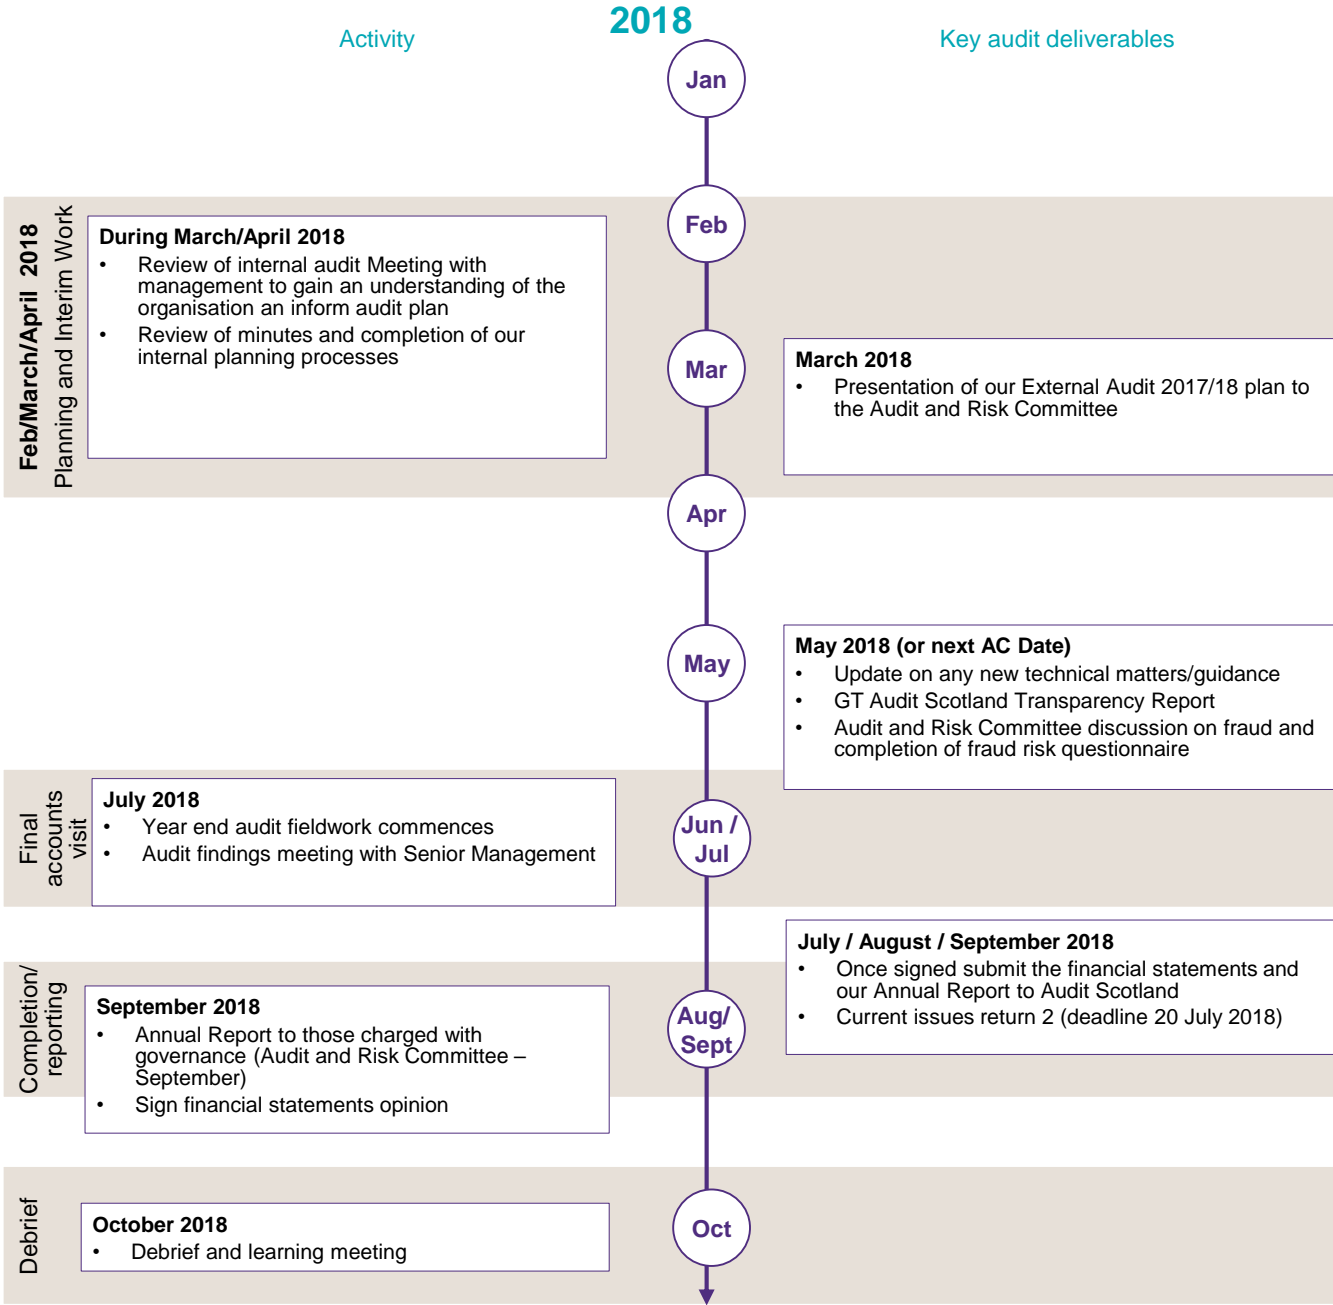 2018
Activity
Key audit deliverables
Jan
Feb/March/April 2018
Planning and Interim Work
During March/April 2018
• Review of internal audit Meeting with
management to gain an understanding of the
organisation an inform audit plan
• Review of minutes and completion of our
internal planning processes
Feb
Mar
March 2018
• Presentation of our External Audit 2017/18 plan to
the Audit and Risk Committee
Apr
May
May 2018 (or next AC Date)
• Update on any new technical matters/guidance
• GT Audit Scotland Transparency Report
• Audit and Risk Committee discussion on fraud and
completion of fraud risk questionnaire
Final
accounts
visit
July 2018
• Year end audit fieldwork commences
• Audit findings meeting with Senior Management
Jun /
Jul
July / August / September 2018
• Once signed submit the financial statements and
our Annual Report to Audit Scotland
• Current issues return 2 (deadline 20 July 2018)
Completion/
reporting
September 2018
• Annual Report to those charged with
governance (Audit and Risk Committee –
September)
• Sign financial statements opinion
Aug/
Sept
Debrief
October 2018
• Debrief and learning meeting
Oct